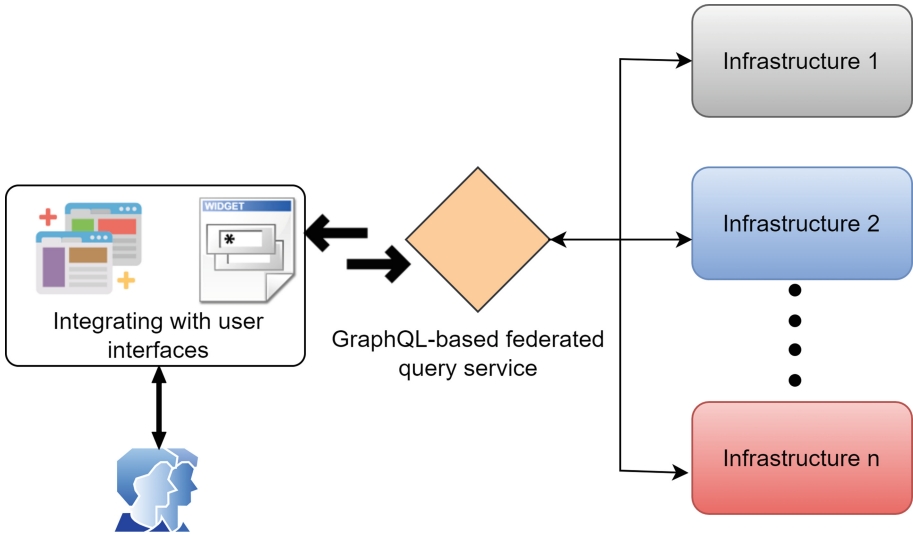 Infrastructure 1
Infrastructure 2
WIDGET
*
Integrating with user
interfaces
GraphQL-based federated
query service
Infrastructure n